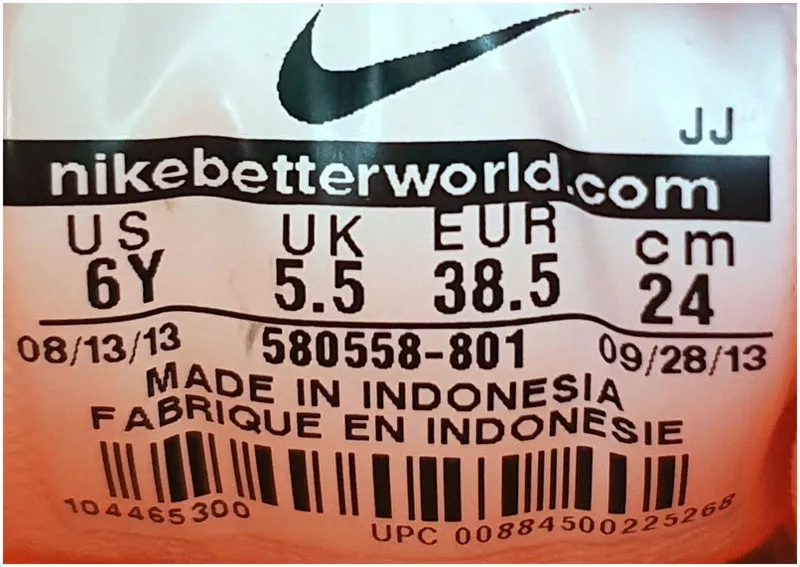 JJ
nikebetterworld.com
US UK EUR cm
6Y 5.5 38.5 24
08/13/13 580558-801 09/28/13
MADE IN INDONESIA
FABRIQUE EN INDONESIE
104465300
UPC 00884500225268